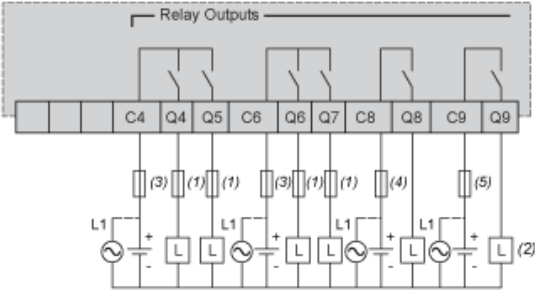 Relay Outputs
C4 Q4 Q5 C6 Q6 Q7 C8 Q8 C9 Q9
(3) (1) (1) (3) (1) (1) (4) (5)
L1 L1 L1 L1
+ + + +
L L L L L L (2)
- - - -